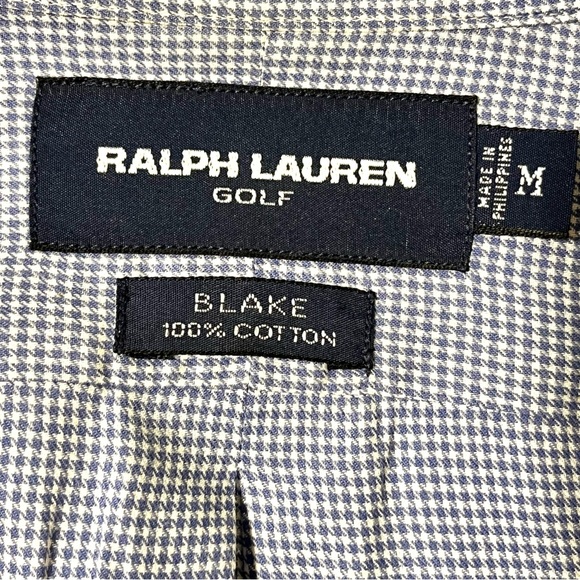 RALPH LAUREN
GOLF
MADE IN
PHILIPPINES
M
BLAKE
100% COTTON